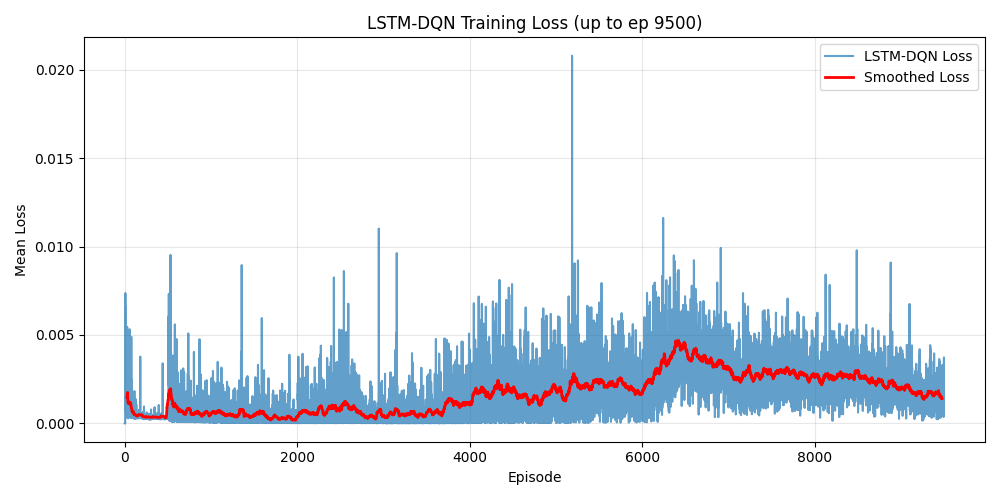 LSTM-DQN Training Loss (up to ep 9500)
LSTM-DQN Loss
Smoothed Loss
Mean Loss
0.020
0.015
0.010
0.005
0.000
0 2000 4000 6000 8000
Episode